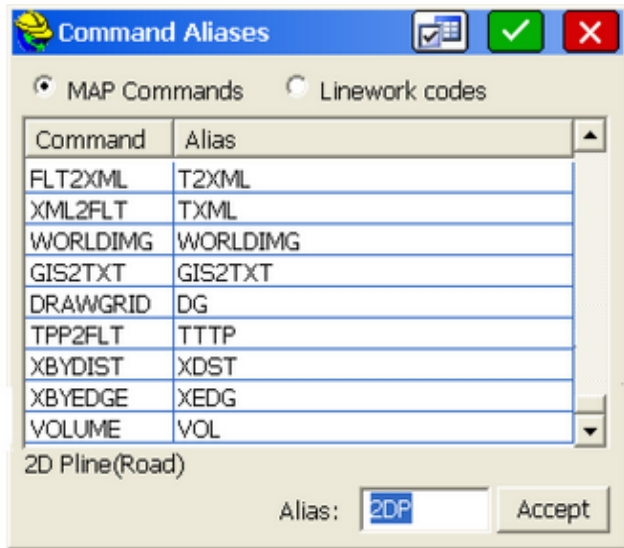 Command Aliases
MAP Commands Linework codes
Command Alias
FLT2XML T2XML
XML2FLT TXML
WORLDIMG WORLDIMG
GIS2TXT GIS2TXT
DRAWGRID DG
TPP2FLT TTTP
XBYDIST XDST
XBYEDGE XEDG
VOLUME VOL
2D Pline(Road)
Alias: 2DP Accept